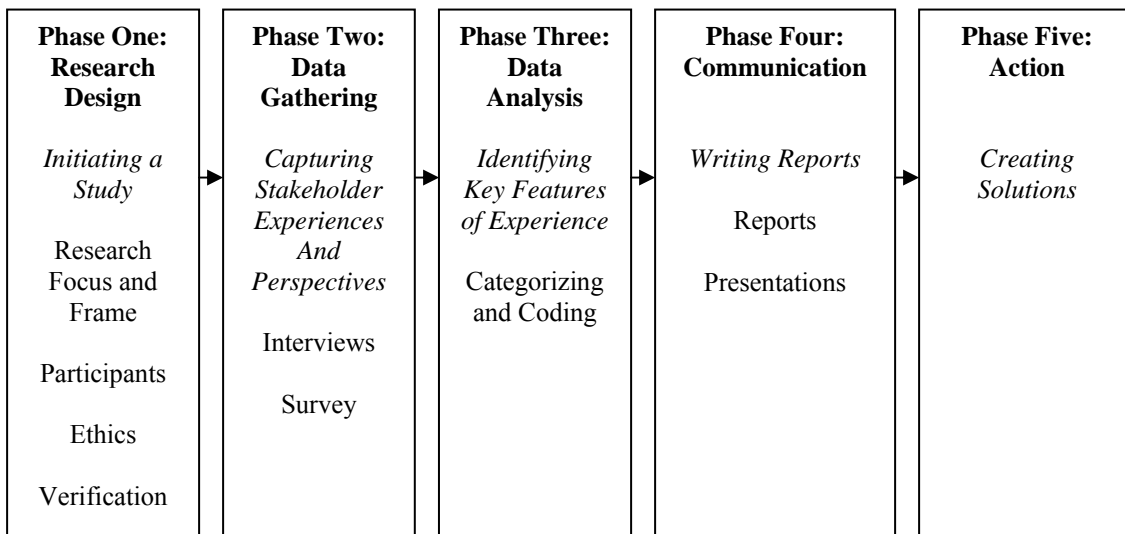 Phase One:
Research
Design
Initiating a
Study
Research
Focus and
Frame
Participants
Ethics
Verification
Phase Two:
Data
Gathering
Capturing
Stakeholder
Experiences
And
Perspectives
Interviews
Survey
Phase Three:
Data
Analysis
Identifying
Key Features
of Experience
Categorizing
and Coding
Phase Four:
Communication
Writing Reports
Reports
Presentations
Phase Five:
Action
Creating
Solutions